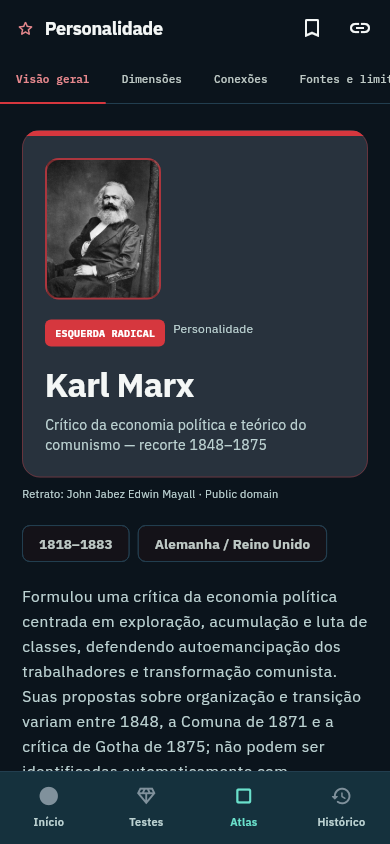 Personalidade
Visão geral Dimensões Conexões Fontes e limit
ESQUERDA RADICAL Personalidade
Karl Marx
Crítico da economia política e teórico do
comunismo — recorte 1848–1875
Retrato: John Jabez Edwin Mayall · Public domain
1818–1883 Alemanha / Reino Unido
Formulou uma crítica da economia política
centrada em exploração, acumulação e luta de
classes, defendendo autoemancipação dos
trabalhadores e transformação comunista.
Suas propostas sobre organização e transição
variam entre 1848, a Comuna de 1871 e a
crítica de Gotha de 1875; não podem ser
identificadas automaticamente com
Início Testes Atlas Histórico